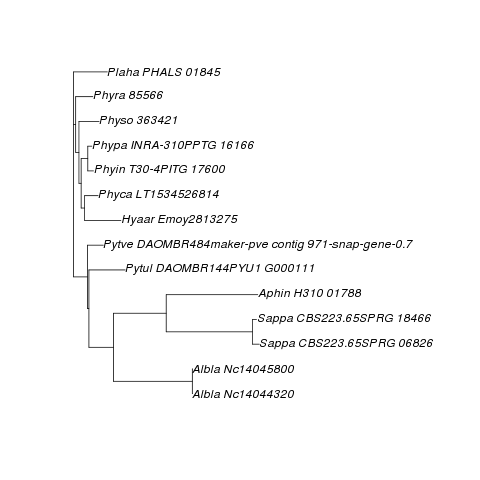 Plaha PHALS 01845
Phyra 85566
Physo 363421
Phypa INRA-310PPTG 16166
Phyin T30-4PITG 17600
Phyca LT1534526814
Hyaar Emoy2813275
Pytve DAOMBR484maker-pve contig 971-snap-gene-0.7
Pytul DAOMBR144PYU1 G000111
Aphin H310 01788
Sappa CBS223.65SPRG 18466
Sappa CBS223.65SPRG 06826
Albla Nc14045800
Albla Nc14044320